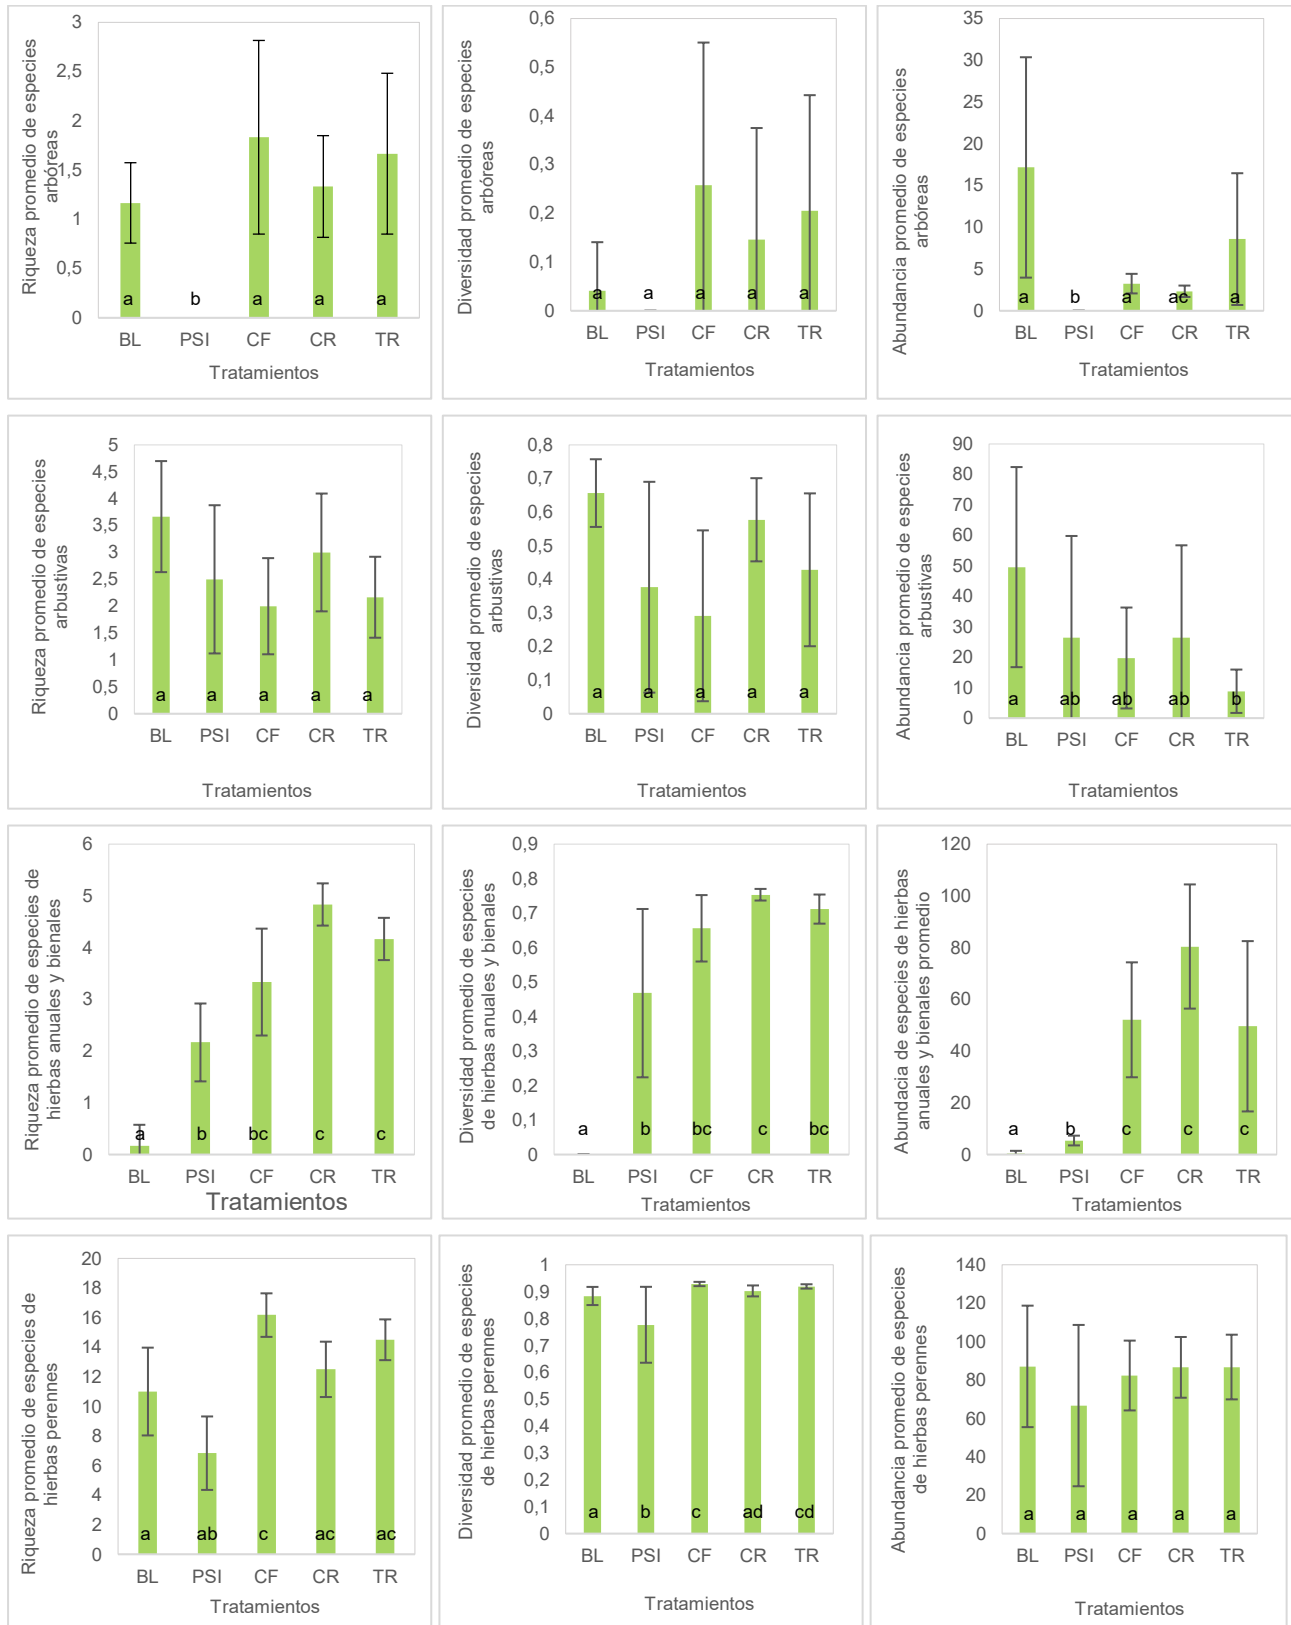 Riqueza promedio de especies
arbóreas
3
2,5
2
1,5
1
0,5
0
a b a a a
BL PSI CF CR TR
Tratamientos
Diversidad promedio de especies
arbóreas
0,6
0,5
0,4
0,3
0,2
0,1
0
a a a a a
BL PSI CF CR TR
Tratamientos
Abundancia promedio de especies
arbóreas
35
30
25
20
15
10
5
0
a b a ac a
BL PSI CF CR TR
Tratamientos
Riqueza promedio de especies
arbustivas
5
4,5
4
3,5
3
2,5
2
1,5
1
0,5
0
a a a a a
BL PSI CF CR TR
Tratamientos
Diversidad promedio de especies
arbustivas
0,8
0,7
0,6
0,5
0,4
0,3
0,2
0,1
0
a a a a a
BL PSI CF CR TR
Tratamientos
Abundancia promedio de especies
arbustivas
90
80
70
60
50
40
30
20
10
0
a ab ab ab b
BL PSI CF CR TR
Tratamientos
Riqueza promedio de especies de
hierbas anuales y bienales
6
5
4
3
2
1
0
a b bc c c
BL PSI CF CR TR
Tratamientos
Diversidad promedio de especies
de hierbas anuales y bienales
0,9
0,8
0,7
0,6
0,5
0,4
0,3
0,2
0,1
0
a b bc c bc
BL PSI CF CR TR
Tratamientos
Abundacia de especies de hierbas
anuales y bienales promedio
120
100
80
60
40
20
0
a b c c c
BL PSI CF CR TR
Tratamientos
Riqueza promedio de especies de
hierbas perennes
20
18
16
14
12
10
8
6
4
2
0
a ab c ac ac
BL PSI CF CR TR
Tratamientos
Diversidad promedio de especies
de hierbas perennes
1
0,9
0,8
0,7
0,6
0,5
0,4
0,3
0,2
0,1
0
a b c ad cd
BL PSI CF CR TR
Tratamientos
Abundancia promedio de especies
de hierbas perennes
140
120
100
80
60
40
20
0
a a a a a
BL PSI CF CR TR
Tratamientos